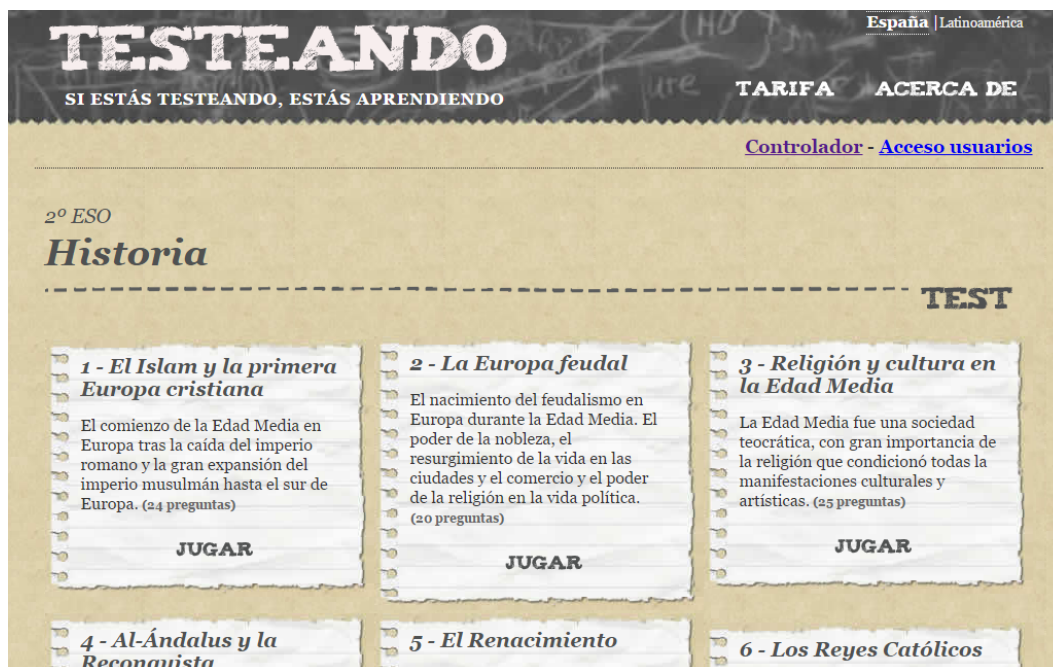 TESTEANDO
SI ESTÁS TESTEANDO, ESTÁS APRENDIENDO
España | Latinoamérica
TARIFA ACERCA DE
Controlador - Acceso usuarios
2º ESO
Historia
TEST
1 - El Islam y la primera
Europa cristiana
El comienzo de la Edad Media en
Europa tras la caída del imperio
romano y la gran expansión del
imperio musulmán hasta el sur de
Europa. (24 preguntas)
JUGAR
2 - La Europa feudal
El nacimiento del feudalismo en
Europa durante la Edad Media. El
poder de la nobleza, el
resurgimiento de la vida en las
ciudades y el comercio y el poder
de la religión en la vida política.
(20 preguntas)
JUGAR
3 - Religión y cultura en
la Edad Media
La Edad Media fue una sociedad
teocrática, con gran importancia de
la religión que condicionó todas la
manifestaciones culturales y
artísticas. (25 preguntas)
JUGAR
4 - Al-Ándalus y la
Reconquista
5 - El Renacimiento
6 - Los Reyes Católicos